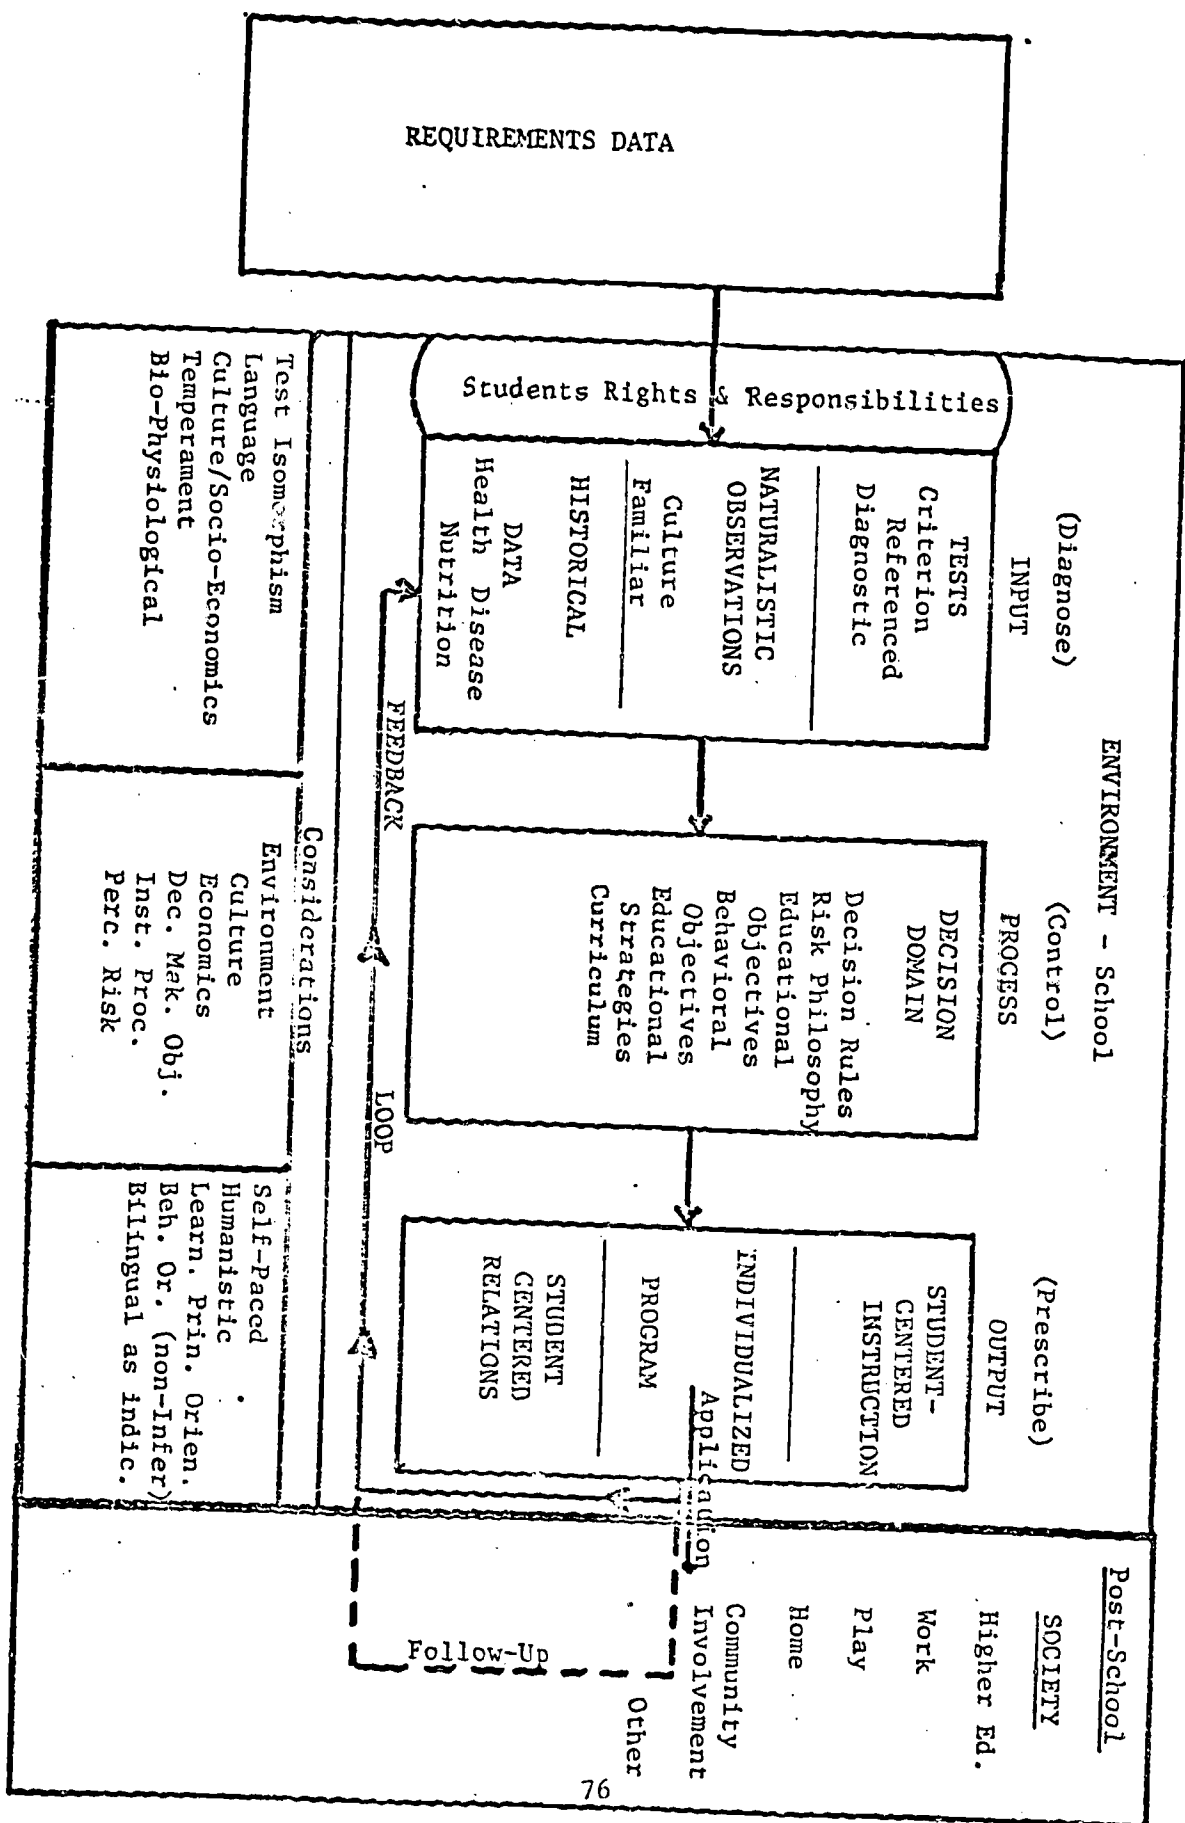 REQUIREMENTS DATA
Students Rights & Responsibilities
ENVIRONMENT - School
(Diagnose)
INPUT
TESTS
Criterion
Referenced
Diagnostic
NATURALISTIC
OBSERVATIONS
Culture
Familiar
HISTORICAL
DATA
Health Disease
Nutrition
(Control)
PROCESS
DECISION
DOMAIN
Decision Rules
Risk Philosophy
Educational
Objectives
Behavioral
Objectives
Educational
Strategies
Curriculum
(Prescribe)
OUTPUT
STUDENT-
CENTERED
INSTRUCTION
INDIVIDUALIZED
PROGRAM
STUDENT
CENTERED
RELATIONS
Application
FEEDBACK
LOOP
Considerations
Test Isomorphism
Language
Culture/Socio-Economics
Temperament
Bio-Physiological
Environment
Culture
Economics
Dec. Mak. Obj.
Inst. Proc.
Perc. Risk
Self-Paced
Humanistic
Learn. Prin. Orien.
Beh. Or. (non-Infer)
Bilingual as indic.
Post-School
SOCIETY
Higher Ed.
Work
Play
Home
Community
Involvement
Other
Follow-Up
76